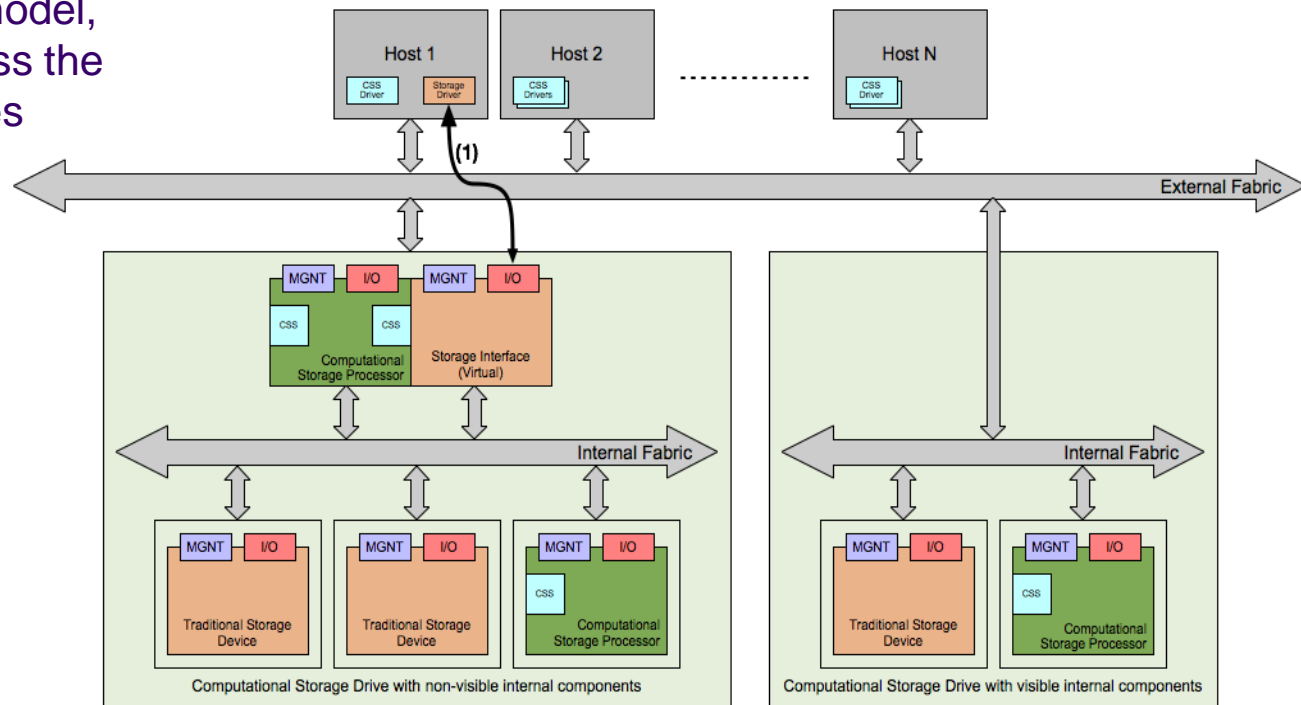 nodel,
ss the
es
Host 1
Host 2
Host N
CSS
Driver
Storage
Driver
CSS
Drivers
CSS
Driver
(1)
External Fabric
MGNT
I/O
MGNT
I/O
CSS
CSS
Computational
Storage Processor
Storage Interface
(Virtual)
Internal Fabric
Internal Fabric
MGNT
I/O
MGNT
I/O
MGNT
I/O
MGNT
I/O
MGNT
I/O
CSS
CSS
Traditional Storage
Device
Traditional Storage
Device
Computational
Storage Processor
Traditional Storage
Device
Computational
Storage Processor
Computational Storage Drive with non-visible internal components
Computational Storage Drive with visible internal components